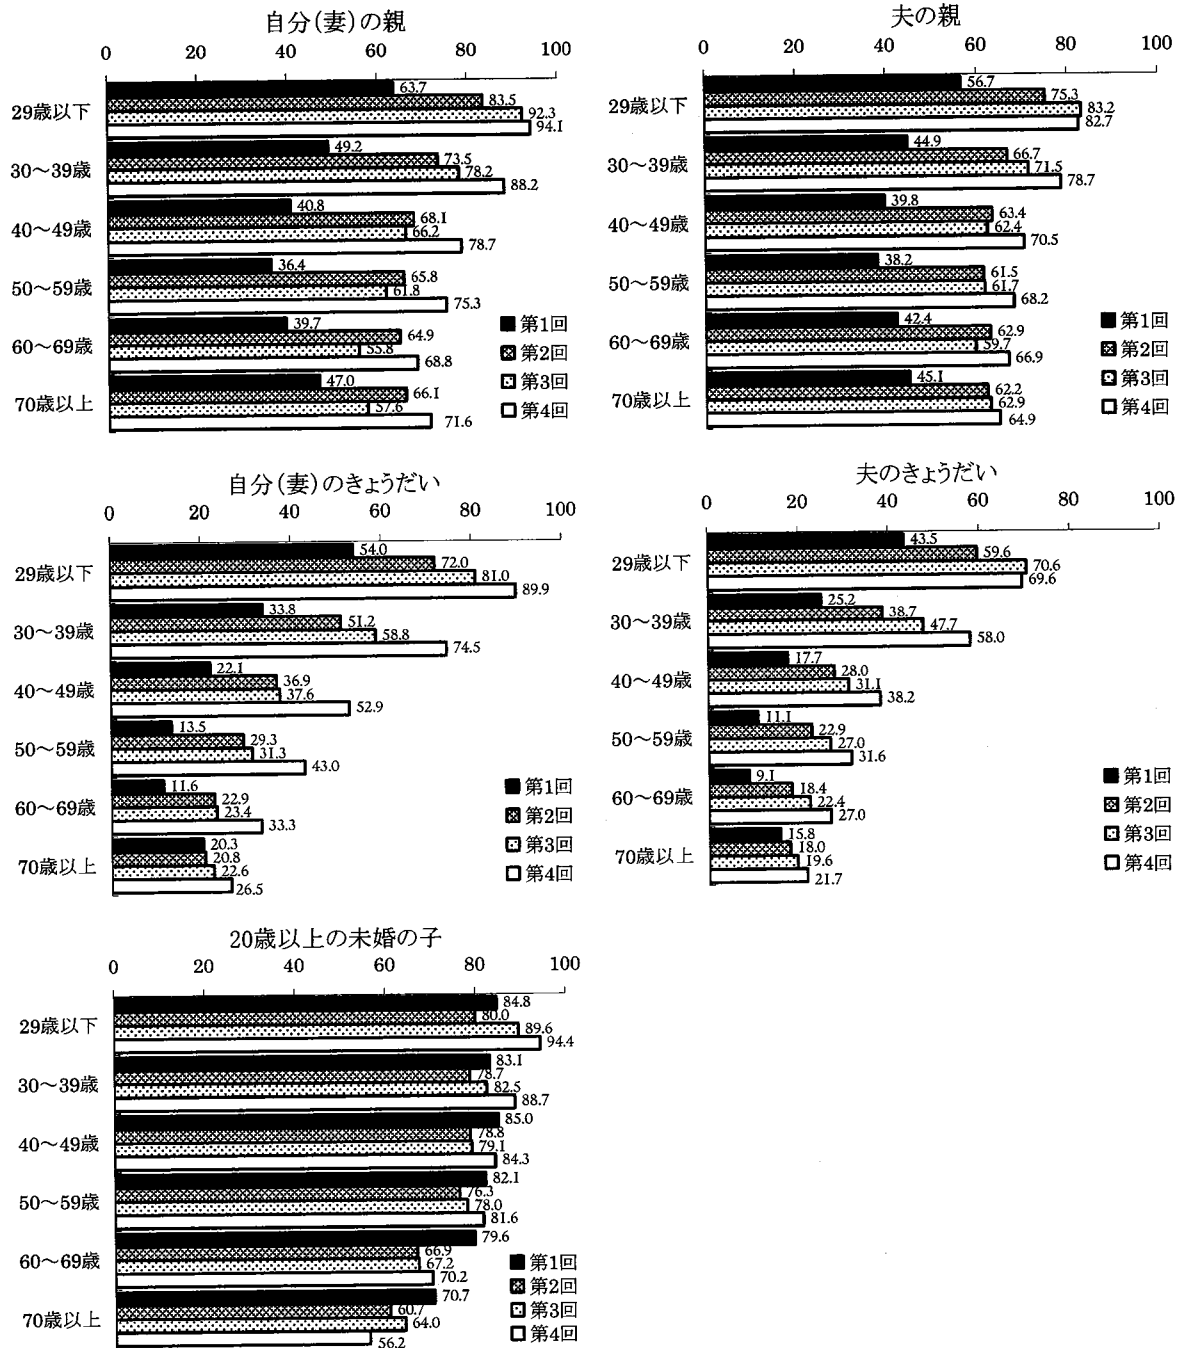 自分(妻)の親
0 20 40 60 80 100
29歳以下
63.7
83.5
92.3
94.1
30~39歳
49.2
73.5
78.2
88.2
40~49歳
40.8
68.1
66.2
78.7
50~59歳
36.4
65.8
61.8
75.3
60~69歳
39.7
64.9
55.8
68.8
70歳以上
47.0
66.1
57.6
71.6
第1回
第2回
第3回
第4回
夫の親
0 20 40 60 80 100
29歳以下
56.7
75.3
83.2
82.7
30~39歳
44.9
66.7
71.5
78.7
40~49歳
39.8
63.4
62.4
70.5
50~59歳
38.2
61.5
61.7
68.2
60~69歳
42.4
62.9
59.7
66.9
70歳以上
45.1
62.2
62.9
64.9
第1回
第2回
第3回
第4回
自分(妻)のきょうだい
0 20 40 60 80 100
29歳以下
54.0
72.0
81.0
89.9
30~39歳
33.8
51.2
58.8
74.5
40~49歳
22.1
36.9
37.6
52.9
50~59歳
13.5
29.3
31.3
43.0
60~69歳
11.6
22.9
23.4
33.3
70歳以上
20.3
20.8
22.6
26.5
第1回
第2回
第3回
第4回
夫のきょうだい
0 20 40 60 80 100
29歳以下
43.5
59.6
70.6
69.6
30~39歳
25.2
38.7
47.7
58.0
40~49歳
17.7
28.0
31.1
38.2
50~59歳
11.1
22.9
27.0
31.6
60~69歳
9.1
18.4
22.4
27.0
70歳以上
15.8
18.0
19.6
21.7
第1回
第2回
第3回
第4回
20歳以上の未婚の子
0 20 40 60 80 100
29歳以下
84.8
80.0
89.6
94.4
30~39歳
83.1
78.7
82.5
88.7
40~49歳
85.0
78.8
79.1
84.3
50~59歳
82.1
76.3
78.0
81.6
60~69歳
79.6
66.9
67.2
70.2
70歳以上
70.7
60.7
64.0
56.2
第1回
第2回
第3回
第4回